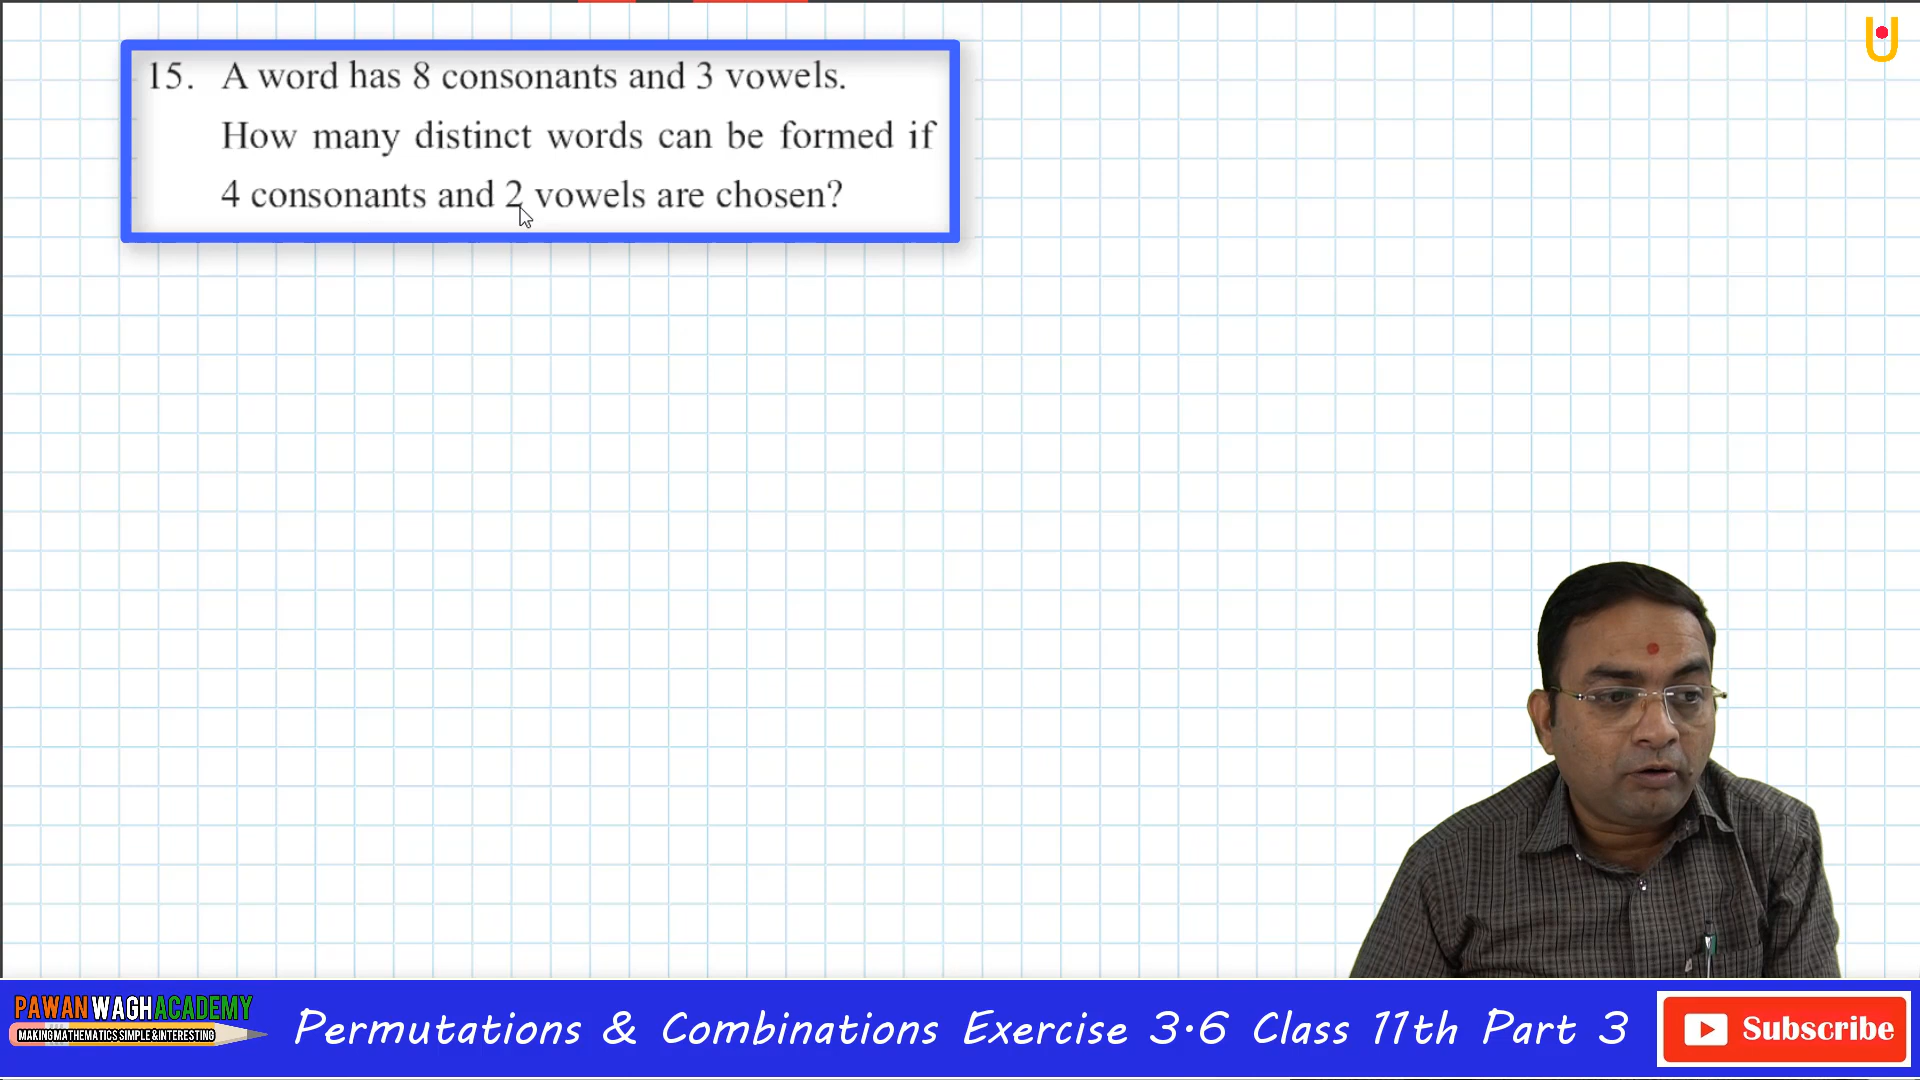 15. A word has 8 consonants and 3 vowels.
How many distinct words can be formed if
4 consonants and 2 vowels are chosen?
PAWAN WAGH ACADEMY
MAKING MATHEMATICS SIMPLE & INTERESTING
Permutations & Combinations Exercise 3.6 Class 11th Part 3
Subscribe